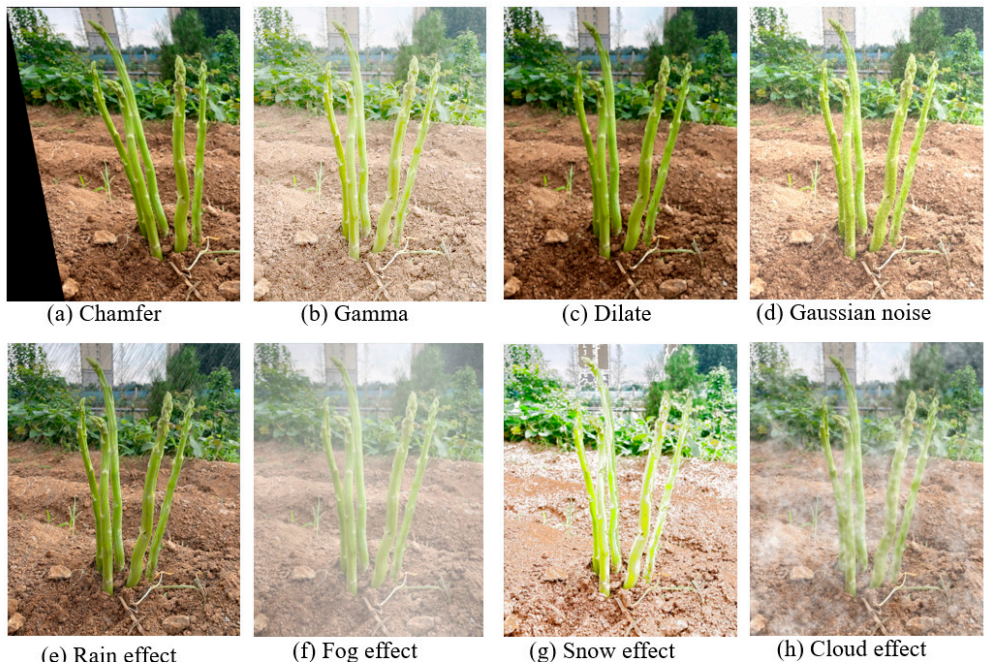 (a) Chamfer
(b) Gamma
(c) Dilate
(d) Gaussian noise
(e) Rain effect
(f) Fog effect
(g) Snow effect
(h) Cloud effect